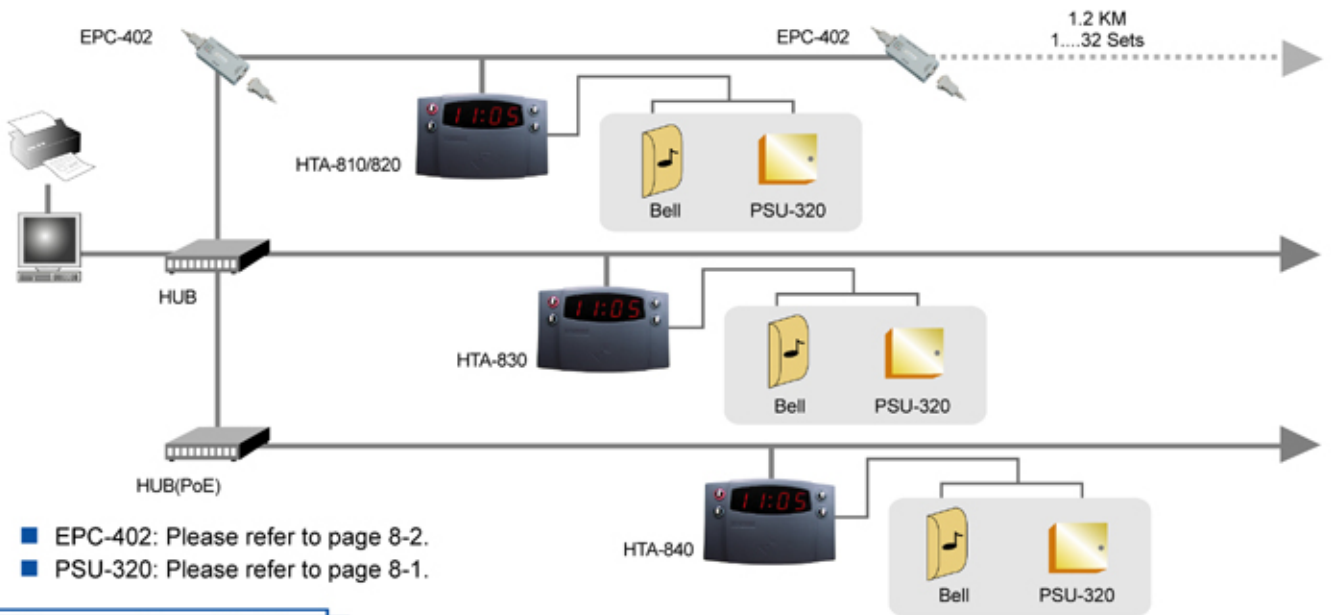 1.2 KM
1....32 Sets
EPC-402
EPC-402
11:05
HTA-810/820
Bell
PSU-320
HUB
11:05
HTA-830
Bell
PSU-320
HUB(PoE)
11:05
HTA-840
Bell
PSU-320
EPC-402: Please refer to page 8-2.
PSU-320: Please refer to page 8-1.